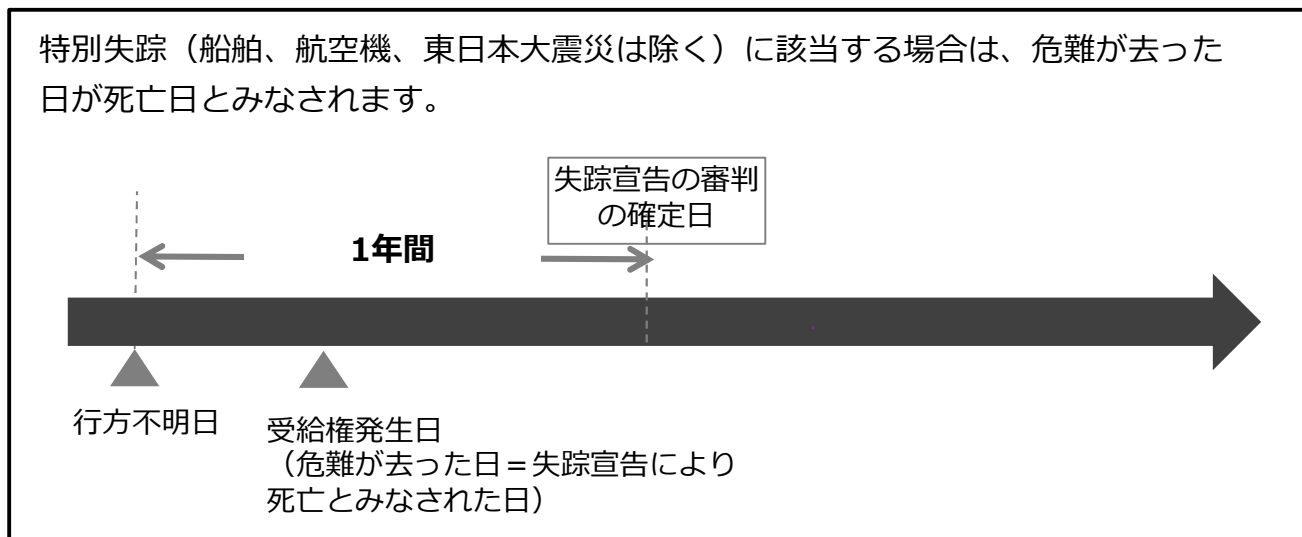 特別失踪（船舶、航空機、東日本大震災は除く）に該当する場合は、危難が去った
日が死亡日とみなされます。
失踪宣告の審判
の確定日
1年間
行方不明日
受給権発生日
（危難が去った日＝失踪宣告により
死亡とみなされた日）